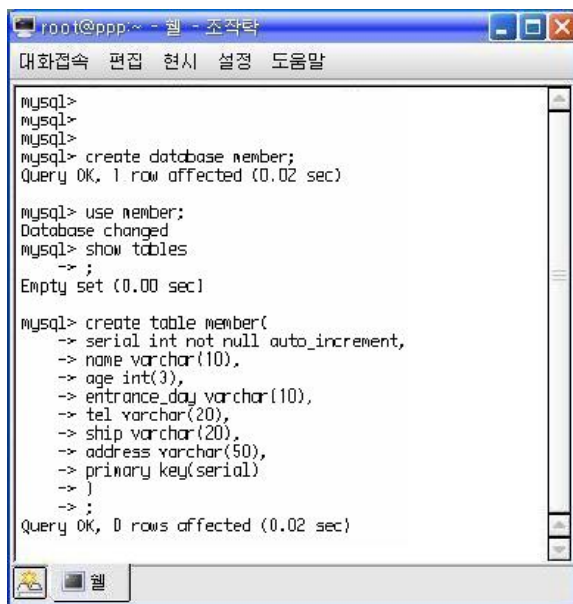 root@ppp:~ - 쉘 - 조작탁
대화접속 편집 현시 설정 도움말
mysql>
mysql>
mysql>
mysql> create database member;
Query OK, 1 row affected (0.02 sec)
mysql> use member;
Database changed
mysql> show tables
-> ;
Empty set (0.00 sec)
mysql> create table member(
-> serial int not null auto_increment,
-> name varchar(10),
-> age int(3),
-> entrance_day varchar(10),
-> tel varchar(20),
-> ship varchar(20),
-> address varchar(50),
-> primary key(serial)
-> )
-> ;
Query OK, 0 rows affected (0.02 sec)
쉘